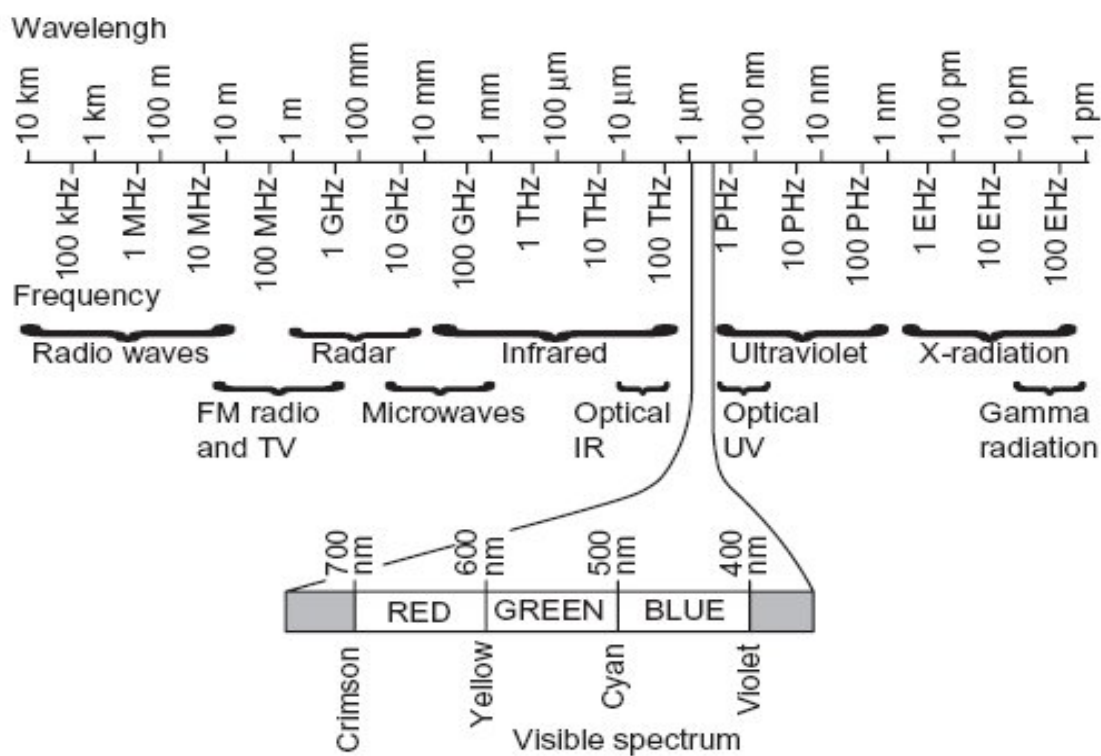 Wavelengh
10 km
1 km
100 m
10 m
1 m
100 mm
10 mm
1 mm
100 µm
10 µm
1 µm
100 nm
10 nm
1 nm
100 pm
10 pm
1 pm
100 kHz
1 MHz
10 MHz
100 MHz
1 GHz
10 GHz
100 GHz
1 THz
10 THz
100 THz
1 PHz
10 PHz
100 PHz
1 EHz
10 EHz
100 EHz
Frequency
Radio waves
Radar
Infrared
Ultraviolet
X-radiation
FM radio
and TV
Microwaves
Optical
IR
Optical
UV
Gamma
radiation
700
nm
600
nm
500
nm
400
nm
RED
GREEN
BLUE
Crimson
Yellow
Cyan
Violet
Visible spectrum